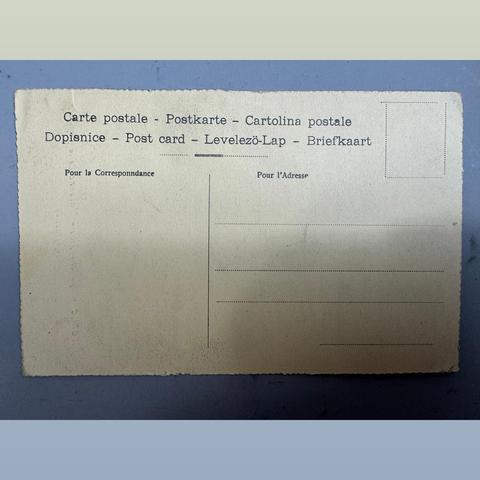 Carte postale - Postkarte - Cartolina postale
Dopisnice - Post card - Levelezö-Lap - Briefkaart
Pour la Corresponndance
Pour l'Adresse